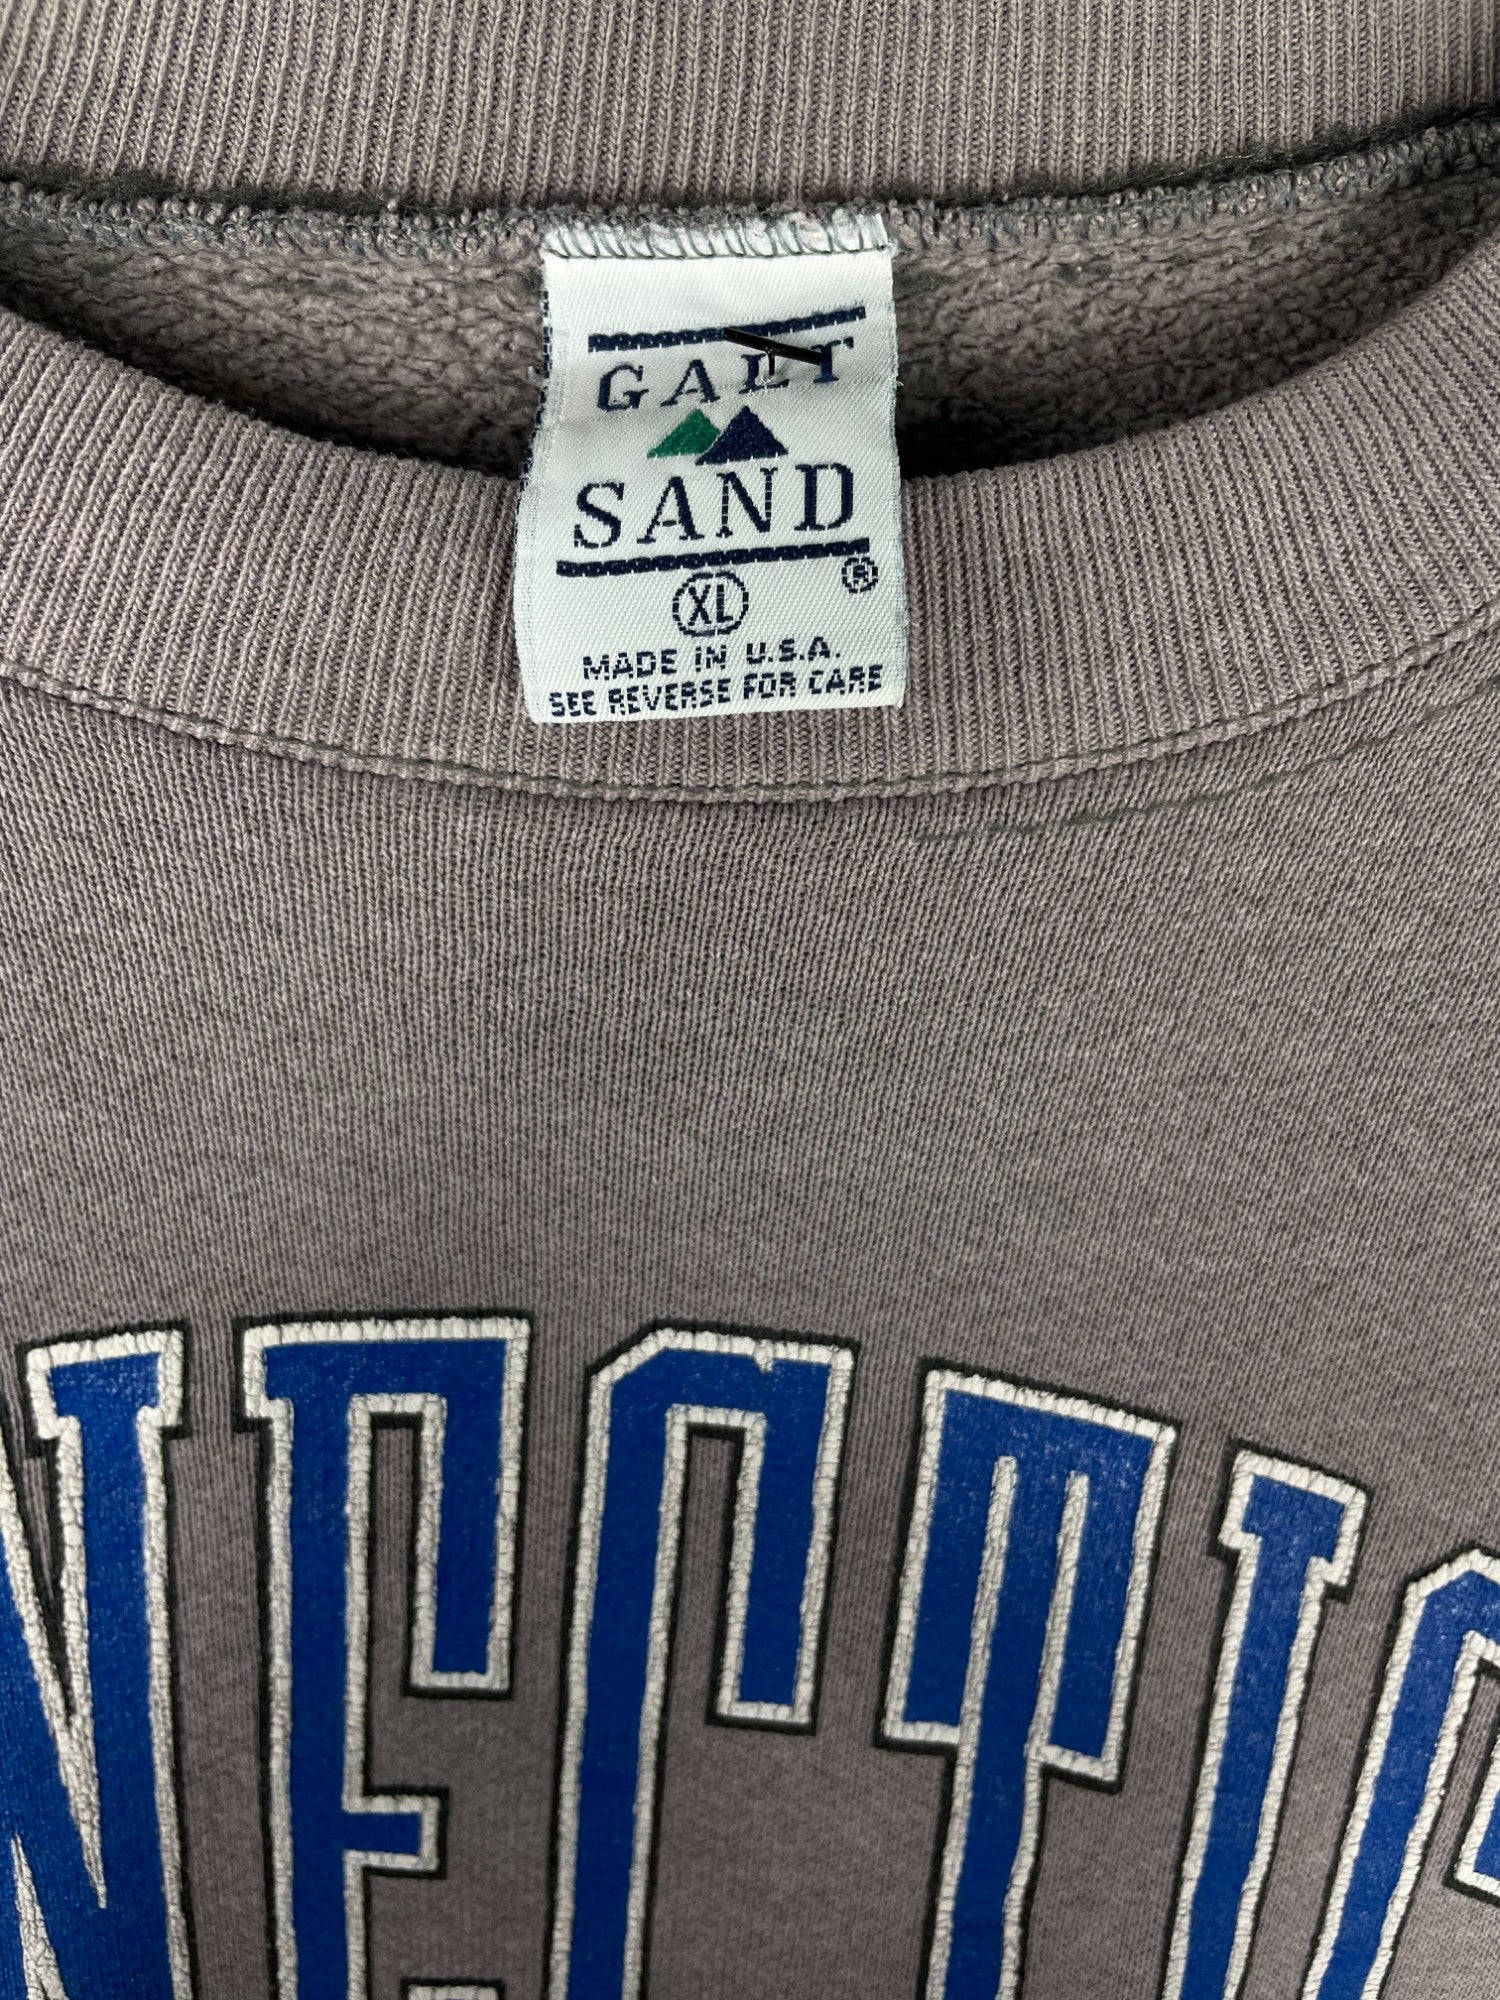 GALT
SAND
XL ®
MADE IN U.S.A.
SEE REVERSE FOR CARE
NECTIC